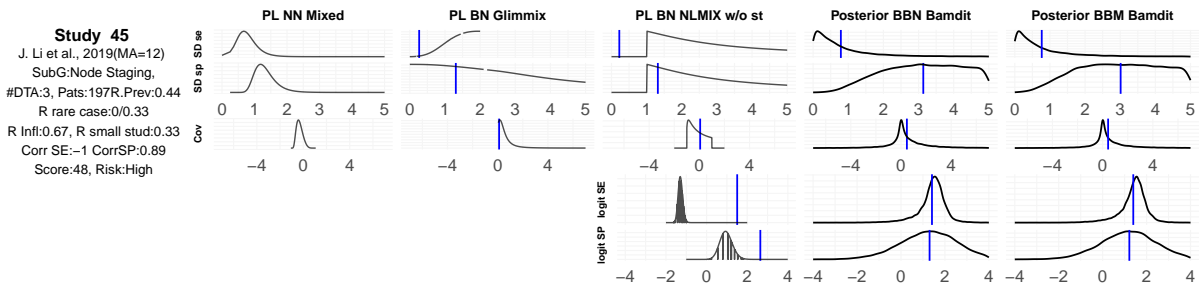 PL NN Mixed
PL BN Glimmix
PL BN NLMIX w/o st
Posterior BBN Bamdit
Posterior BBM Bamdit
Study 45
J. Li et al., 2019(MA=12)
SubG:Node Staging,
#DTA:3, Pats:197R.Prev:0.44
R rare case:0/0.33
R Infl:0.67, R small stud:0.33
Corr SE:−1 CorrSP:0.89
Score:48, Risk:High
SD se
SD sp
0 1 2 3 4 5 0 1 2 3 4 5 0 1 2 3 4 5 0 1 2 3 4 5 0 1 2 3 4 5
Cov
−4 0 4 −4 0 4 −4 0 4 −4 0 4 −4 0 4
logit SE
logit SP
−4 −2 0 2 4 −4 −2 0 2 4 −4 −2 0 2 4